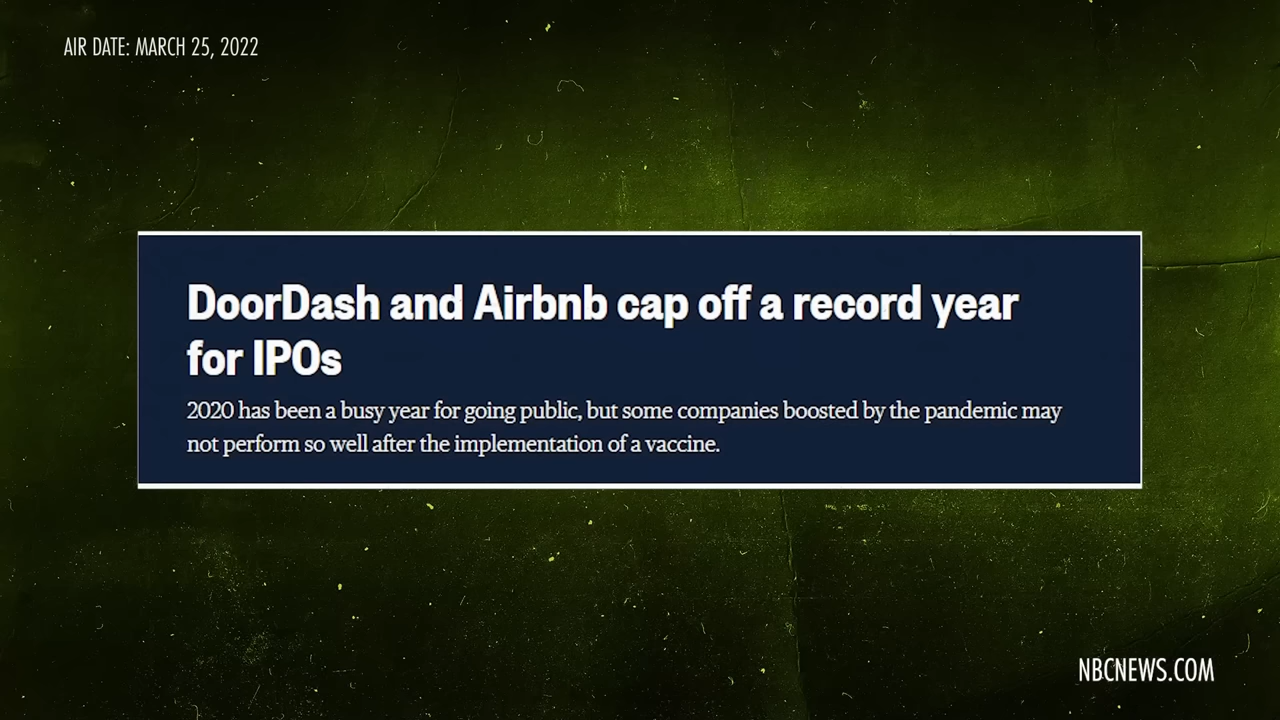 AIR DATE: MARCH 25, 2022
DoorDash and Airbnb cap off a record year
for IPOs
2020 has been a busy year for going public, but some companies boosted by the pandemic may
not perform so well after the implementation of a vaccine.
NBCNEWS.COM